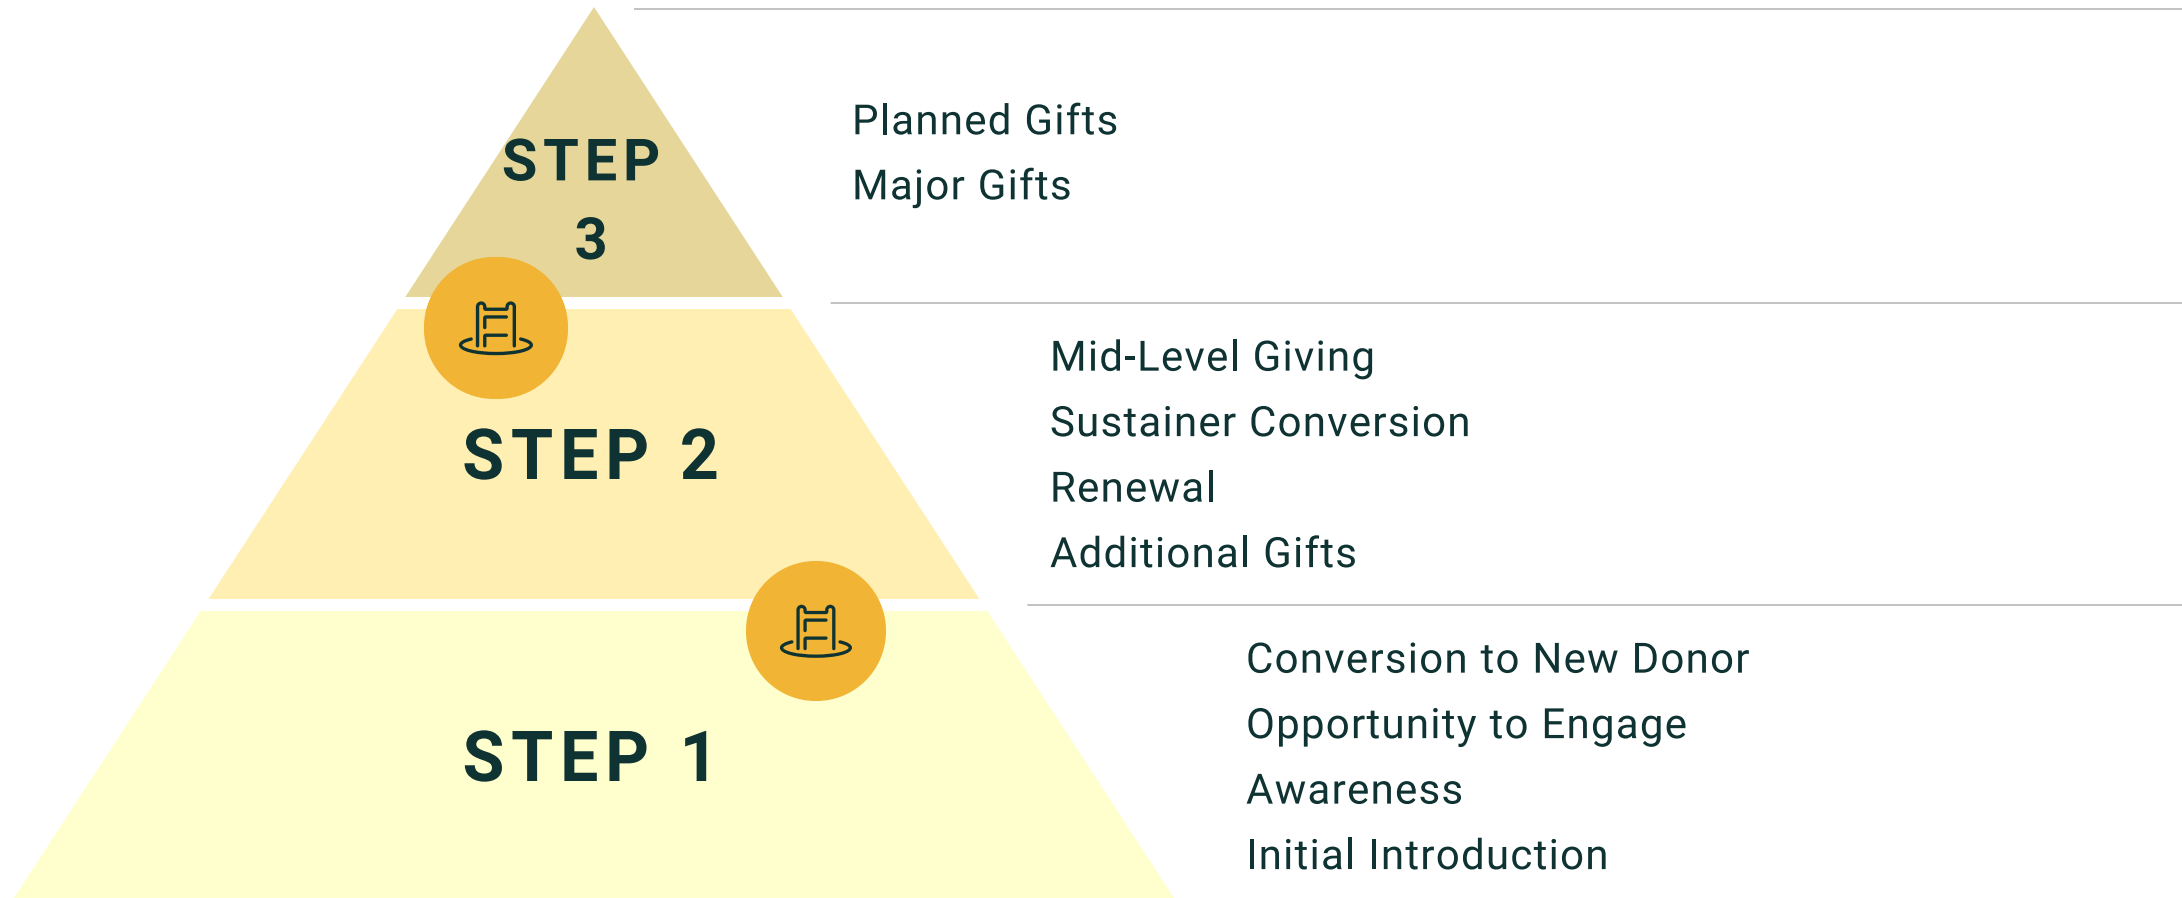 STEP
3
Planned Gifts
Major Gifts
STEP 2
Mid-Level Giving
Sustainer Conversion
Renewal
Additional Gifts
STEP 1
Conversion to New Donor
Opportunity to Engage
Awareness
Initial Introduction